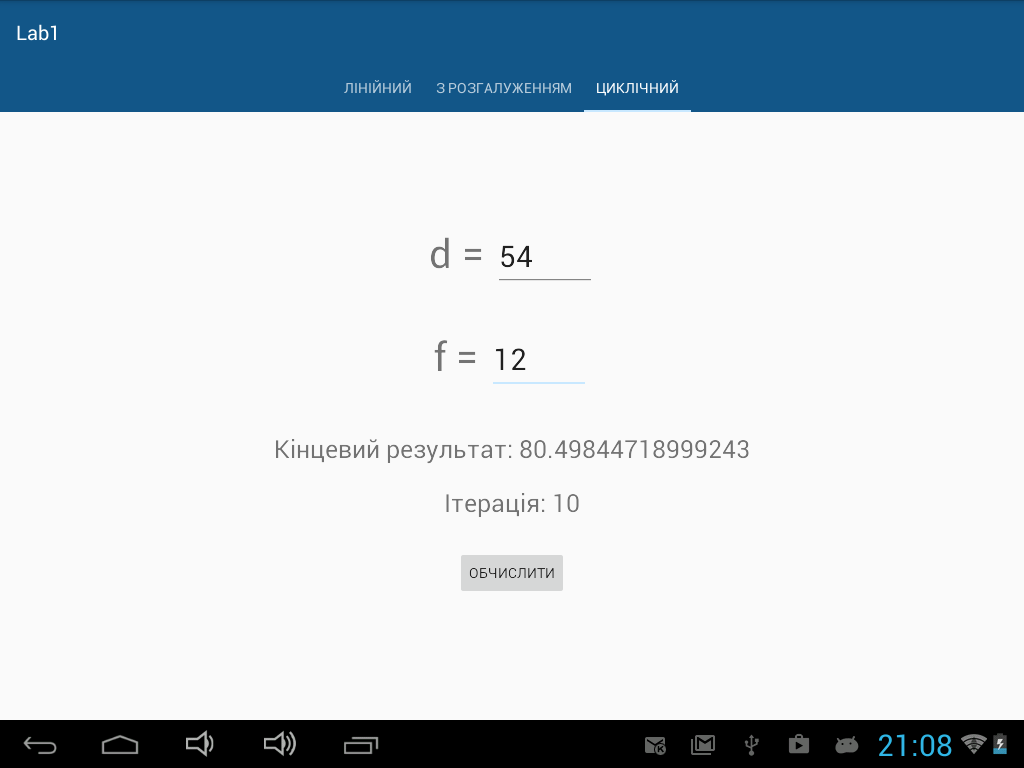 Lab1
ЛІНІЙНИЙ З РОЗГАЛУЖЕННЯМ ЦИКЛІЧНИЙ
d = 54
f = 12
Кінцевий результат: 80.49844718999243
Ітерація: 10
ОБЧИСЛИТИ
21:08